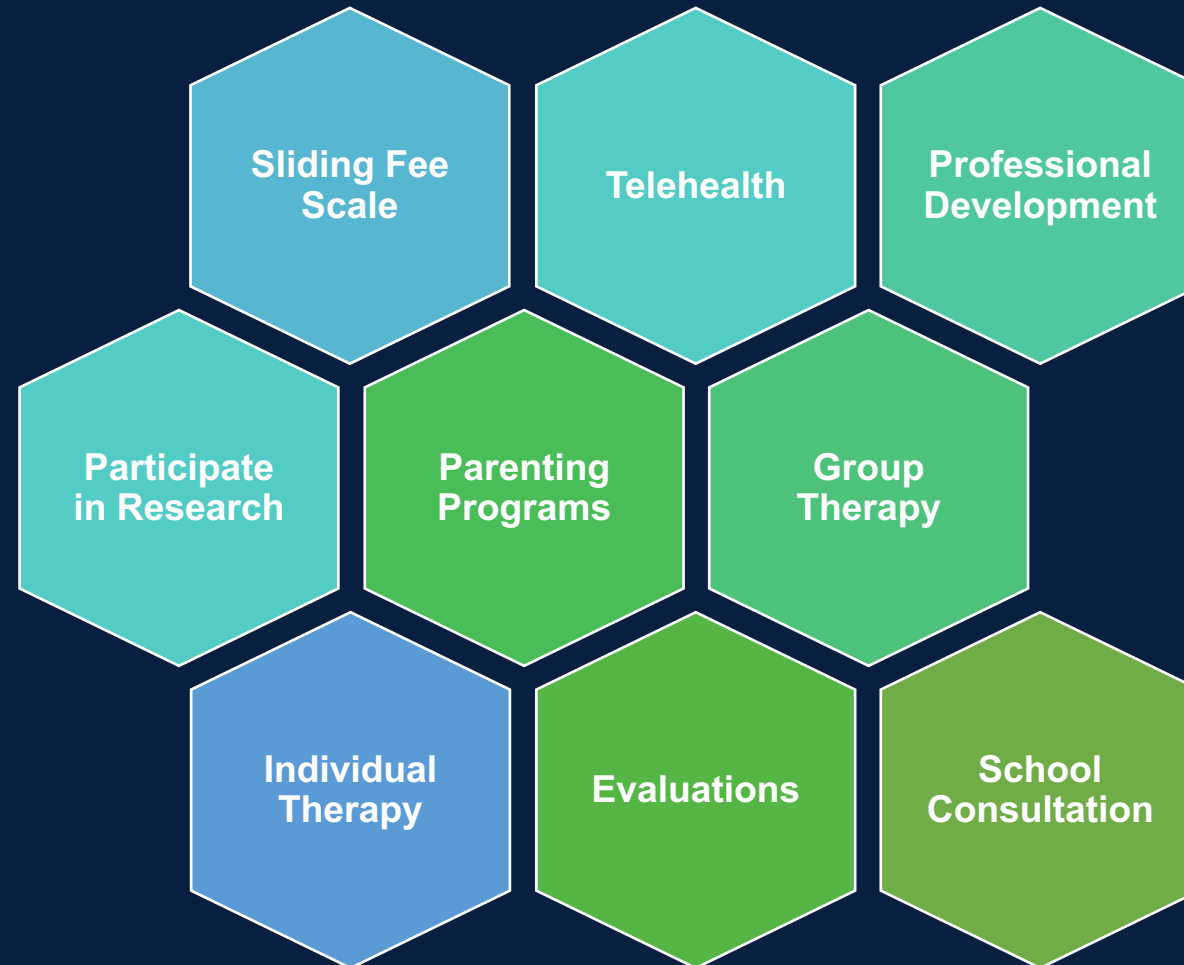 Sliding Fee
Scale
Telehealth
Professional
Development
Participate
in Research
Parenting
Programs
Group
Therapy
Individual
Therapy
Evaluations
School
Consultation